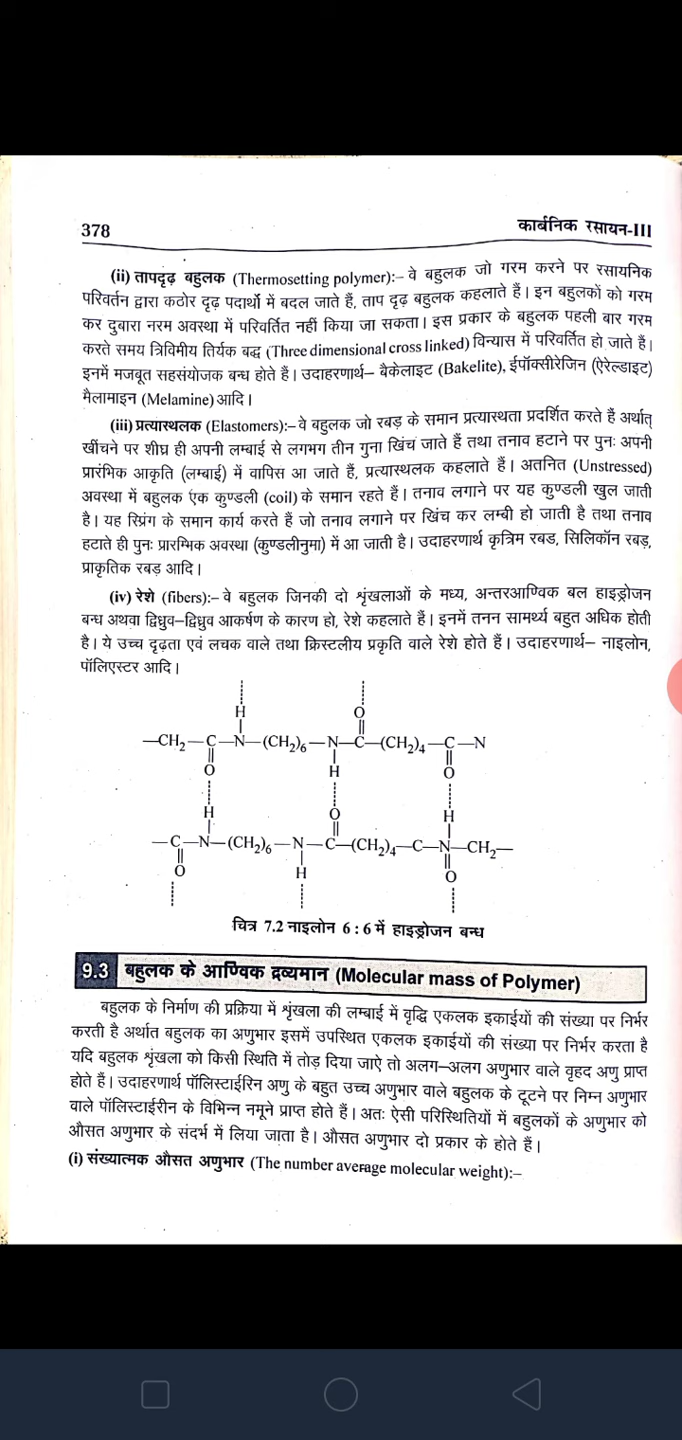 378 कार्बनिक रसायन-III
(ii) तापदृढ़ बहुलक (Thermosetting polymer):– वे बहुलक जो गरम करने पर रसायनिक
परिवर्तन द्वारा कठोर दृढ़ पदार्थो में बदल जाते हैं, ताप दृढ़ बहुलक कहलाते हैं। इन बहुलकों को गरम
कर दुबारा नरम अवस्था में परिवर्तित नहीं किया जा सकता। इस प्रकार के बहुलक पहली बार गरम
करते समय त्रिविमीय तिर्यक बद्ध (Three dimensional cross linked) विन्यास में परिवर्तित हो जाते हैं।
इनमें मजबूत सहसंयोजक बन्ध होते हैं। उदाहरणार्थ– बैकेलाइट (Bakelite), ईपॉक्सीरेजिन (ऐरेल्डाइट)
मैलामाइन (Melamine) आदि।
(iii) प्रत्यास्थलक (Elastomers):– वे बहुलक जो रबड़ के समान प्रत्यास्थता प्रदर्शित करते हैं अर्थात्
खींचने पर शीघ्र ही अपनी लम्बाई से लगभग तीन गुना खिंच जाते हैं तथा तनाव हटाने पर पुनः अपनी
प्रारंभिक आकृति (लम्बाई) में वापिस आ जाते हैं, प्रत्यास्थलक कहलाते हैं। अतनित (Unstressed)
अवस्था में बहुलक एंक कुण्डली (coil) के समान रहते हैं। तनाव लगाने पर यह कुण्डली खुल जाती
है। यह स्प्रिंग के समान कार्य करते हैं जो तनाव लगाने पर खिंच कर लम्बी हो जाती है तथा तनाव
हटाते ही पुनः प्रारम्भिक अवस्था (कुण्डलीनुमा) में आ जाती है। उदाहरणार्थ कृत्रिम रबड, सिलिकॉन रबड़,
प्राकृतिक रबड़ आदि।
(iv) रेशे (fibers):– वे बहुलक जिनकी दो शृंखलाओं के मध्य, अन्तरआण्विक बल हाइड्रोजन
बन्ध अथवा द्विध्रुव–द्विध्रुव आकर्षण के कारण हो, रेशे कहलाते हैं। इनमें तनन सामर्थ्य बहुत अधिक होती
है। ये उच्च दृढ़ता एवं लचक वाले तथा क्रिस्टलीय प्रकृति वाले रेशे होते हैं। उदाहरणार्थ– नाइलोन,
पॉलिएस्टर आदि।
H O
—CH₂—C—N—(CH₂)₆—N—C—(CH₂)₄—C—N
O H O
H O H
—C—N—(CH₂)₆—N—C—(CH₂)₄—C—N—CH₂—
O H O
चित्र 7.2 नाइलोन 6 : 6 में हाइड्रोजन बन्ध
9.3 बहुलक के आण्विक द्रव्यमान (Molecular mass of Polymer)
बहुलक के निर्माण की प्रक्रिया में शृंखला की लम्बाई में वृद्धि एकलक इकाईयों की संख्या पर निर्भर
करती है अर्थात बहुलक का अणुभार इसमें उपस्थित एकलक इकाईयों की संख्या पर निर्भर करता है
यदि बहुलक शृंखला को किसी स्थिति में तोड़ दिया जाऐ तो अलग–अलग अणुभार वाले वृहद अणु प्राप्त
होते हैं। उदाहरणार्थ पॉलिस्टाईरिन अणु के बहुत उच्च अणुभार वाले बहुलक के टूटने पर निम्न अणुभार
वाले पॉलिस्टाईरीन के विभिन्न नमूने प्राप्त होते हैं। अतः ऐसी परिस्थितियों में बहुलकों के अणुभार को
औसत अणुभार के संदर्भ में लिया जाता है। औसत अणुभार दो प्रकार के होते हैं।
(i) संख्यात्मक औसत अणुभार (The number average molecular weight):–